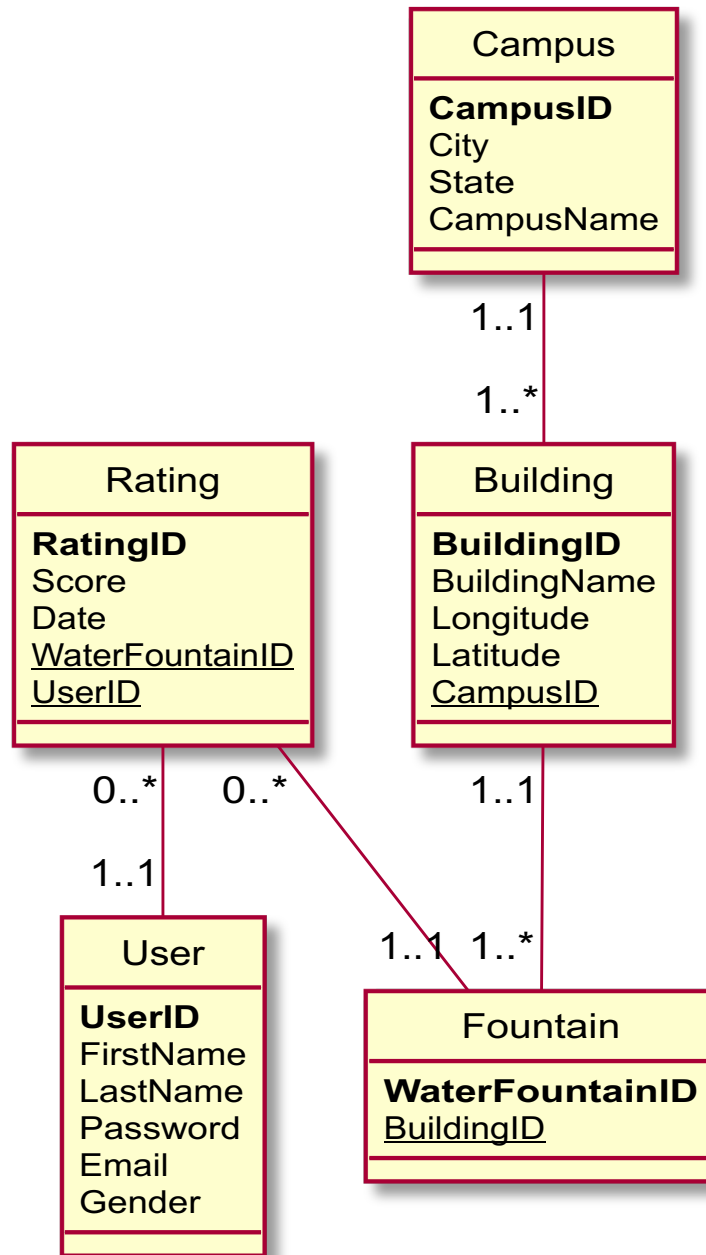 Campus
CampusID
City
State
CampusName
1..1
1..*
Rating
RatingID
Score
Date
WaterFountainID
UserID
Building
BuildingID
BuildingName
Longitude
Latitude
CampusID
0..*
0..*
1..1
1..1
1..1
1..*
User
UserID
FirstName
LastName
Password
Email
Gender
Fountain
WaterFountainID
BuildingID